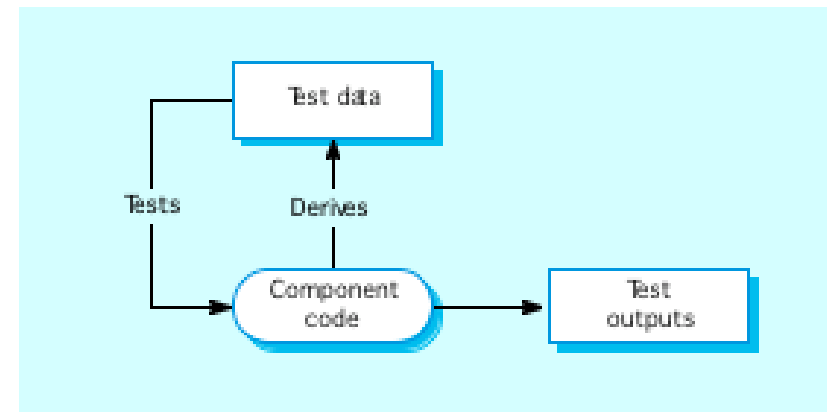 Test data
Tests
Derives
Component
code
Test
outputs